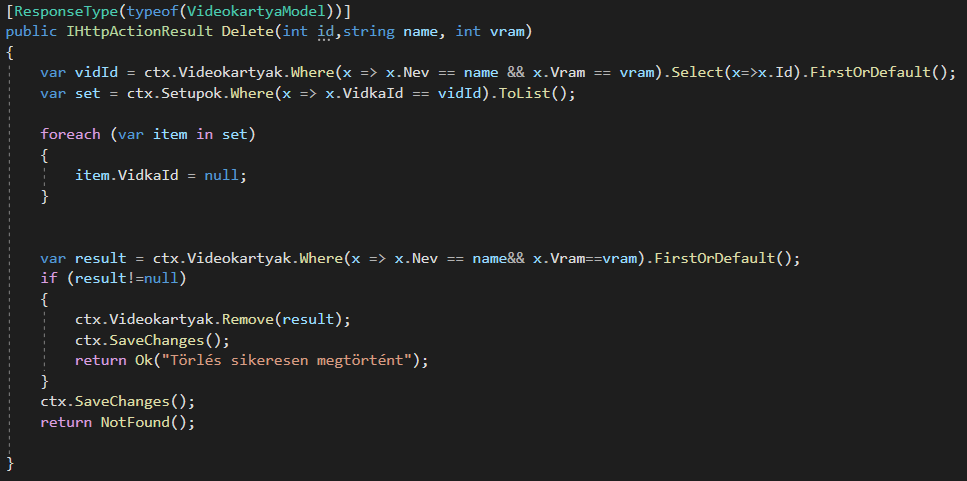 [ResponseType(typeof(VideokartyaModel))]
public IHttpActionResult Delete(int id,string name, int vram)
{
var vidId = ctx.Videokartyak.Where(x => x.Nev == name && x.Vram == vram).Select(x=>x.Id).FirstOrDefault();
var set = ctx.Setupok.Where(x => x.VidkaId == vidId).ToList();
foreach (var item in set)
{
item.VidkaId = null;
}
var result = ctx.Videokartyak.Where(x => x.Nev == name&& x.Vram==vram).FirstOrDefault();
if (result!=null)
{
ctx.Videokartyak.Remove(result);
ctx.SaveChanges();
return Ok("Törlés sikeresen megtörtént");
}
ctx.SaveChanges();
return NotFound();
}